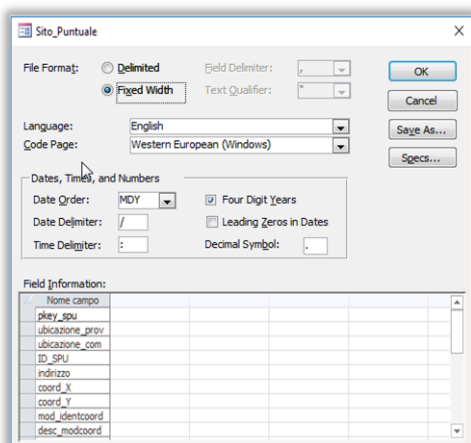 Sito_Puntuale
File Format: Delimited Field Delimiter: , OK
Fixed Width Text Qualifier: " Cancel
Language: English Save As...
Code Page: Western European (Windows) Specs...
Dates, Times, and Numbers
Date Order: MDY Four Digit Years
Date Delimiter: / Leading Zeros in Dates
Time Delimiter: : Decimal Symbol: .
Field Information:
Nome campo
pkey_spu
ubicazione_prov
ubicazione_com
ID_SPU
indirizzo
coord_X
coord_Y
mod_identcoord
desc_modcoord